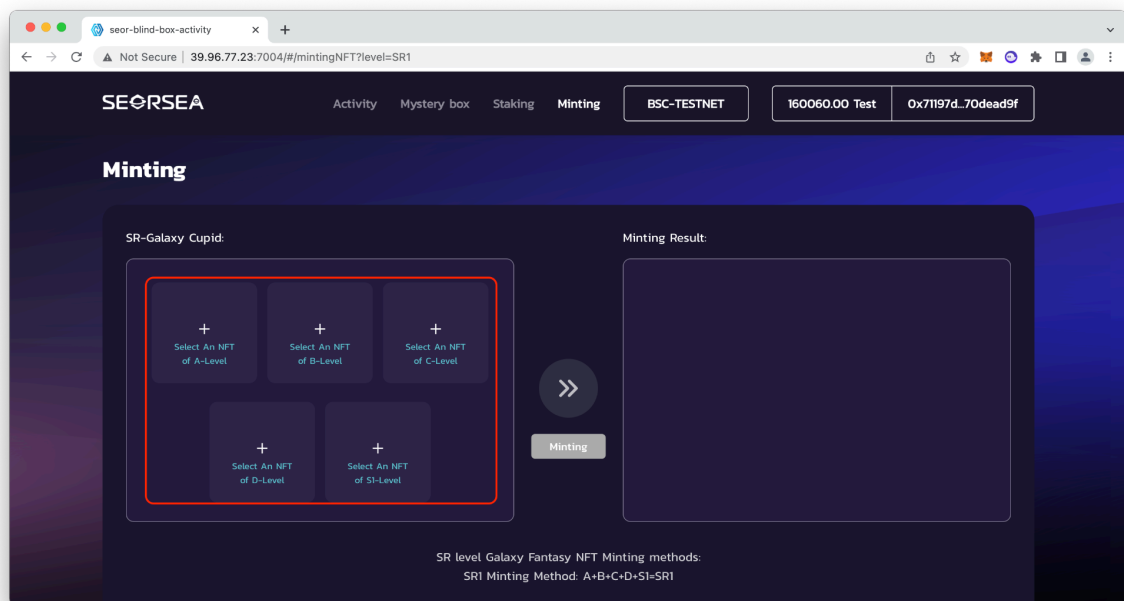 seor-blind-box-activity
Not Secure | 39.96.77.23:7004/#/mintingNFT?level=SR1
SEORSEA
Activity Mystery box Staking Minting BSC-TESTNET 160060.00 Test 0x71197d...70dead9f
Minting
SR-Galaxy Cupid: Minting Result:
Select An NFT
of A-Level
Select An NFT
of B-Level
Select An NFT
of C-Level
Select An NFT
of D-Level
Select An NFT
of S1-Level
Minting
SR level Galaxy Fantasy NFT Minting methods:
SR1 Minting Method: A+B+C+D+S1=SR1